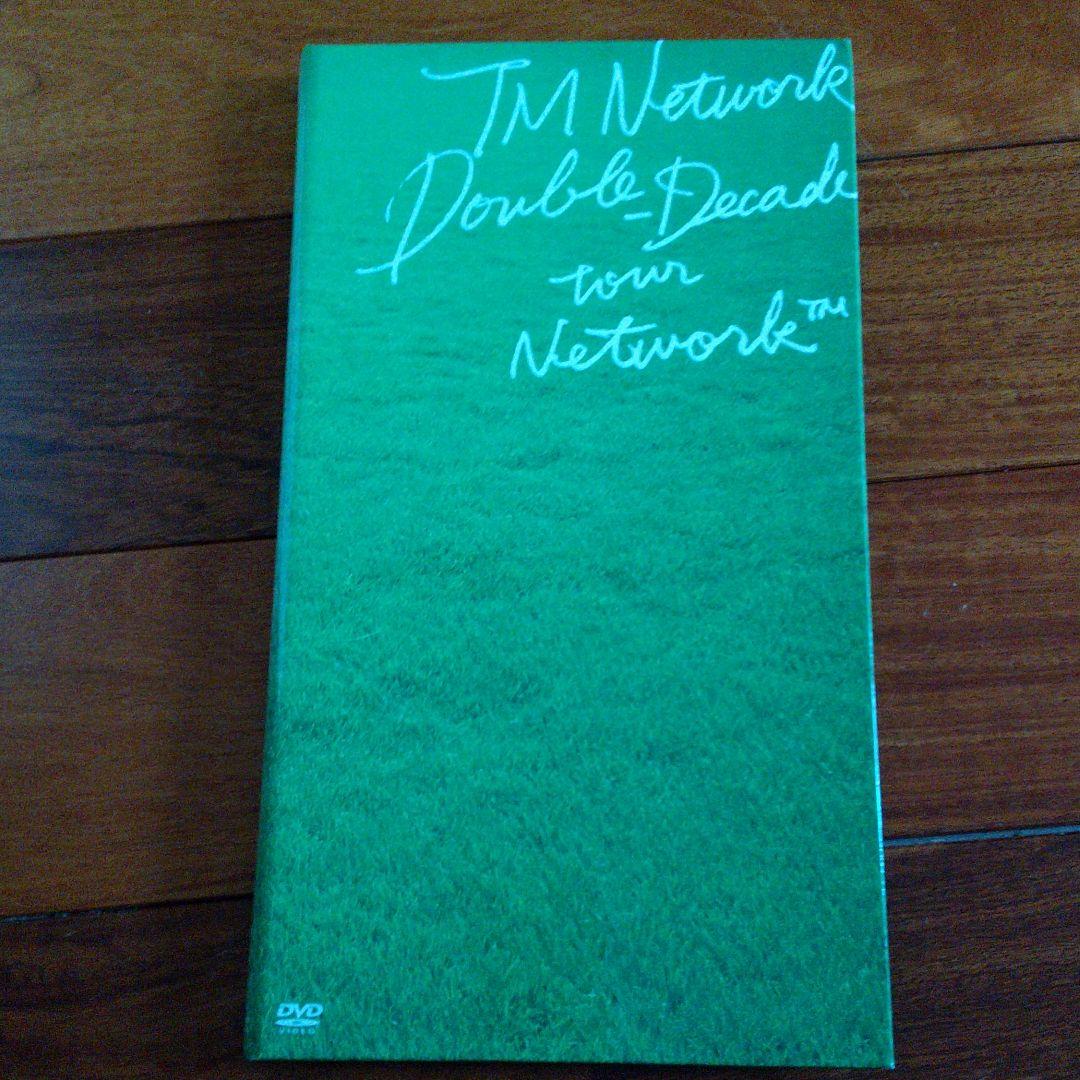 TM Network
Double-Decade
tour
Network™
DVD
VIDEO